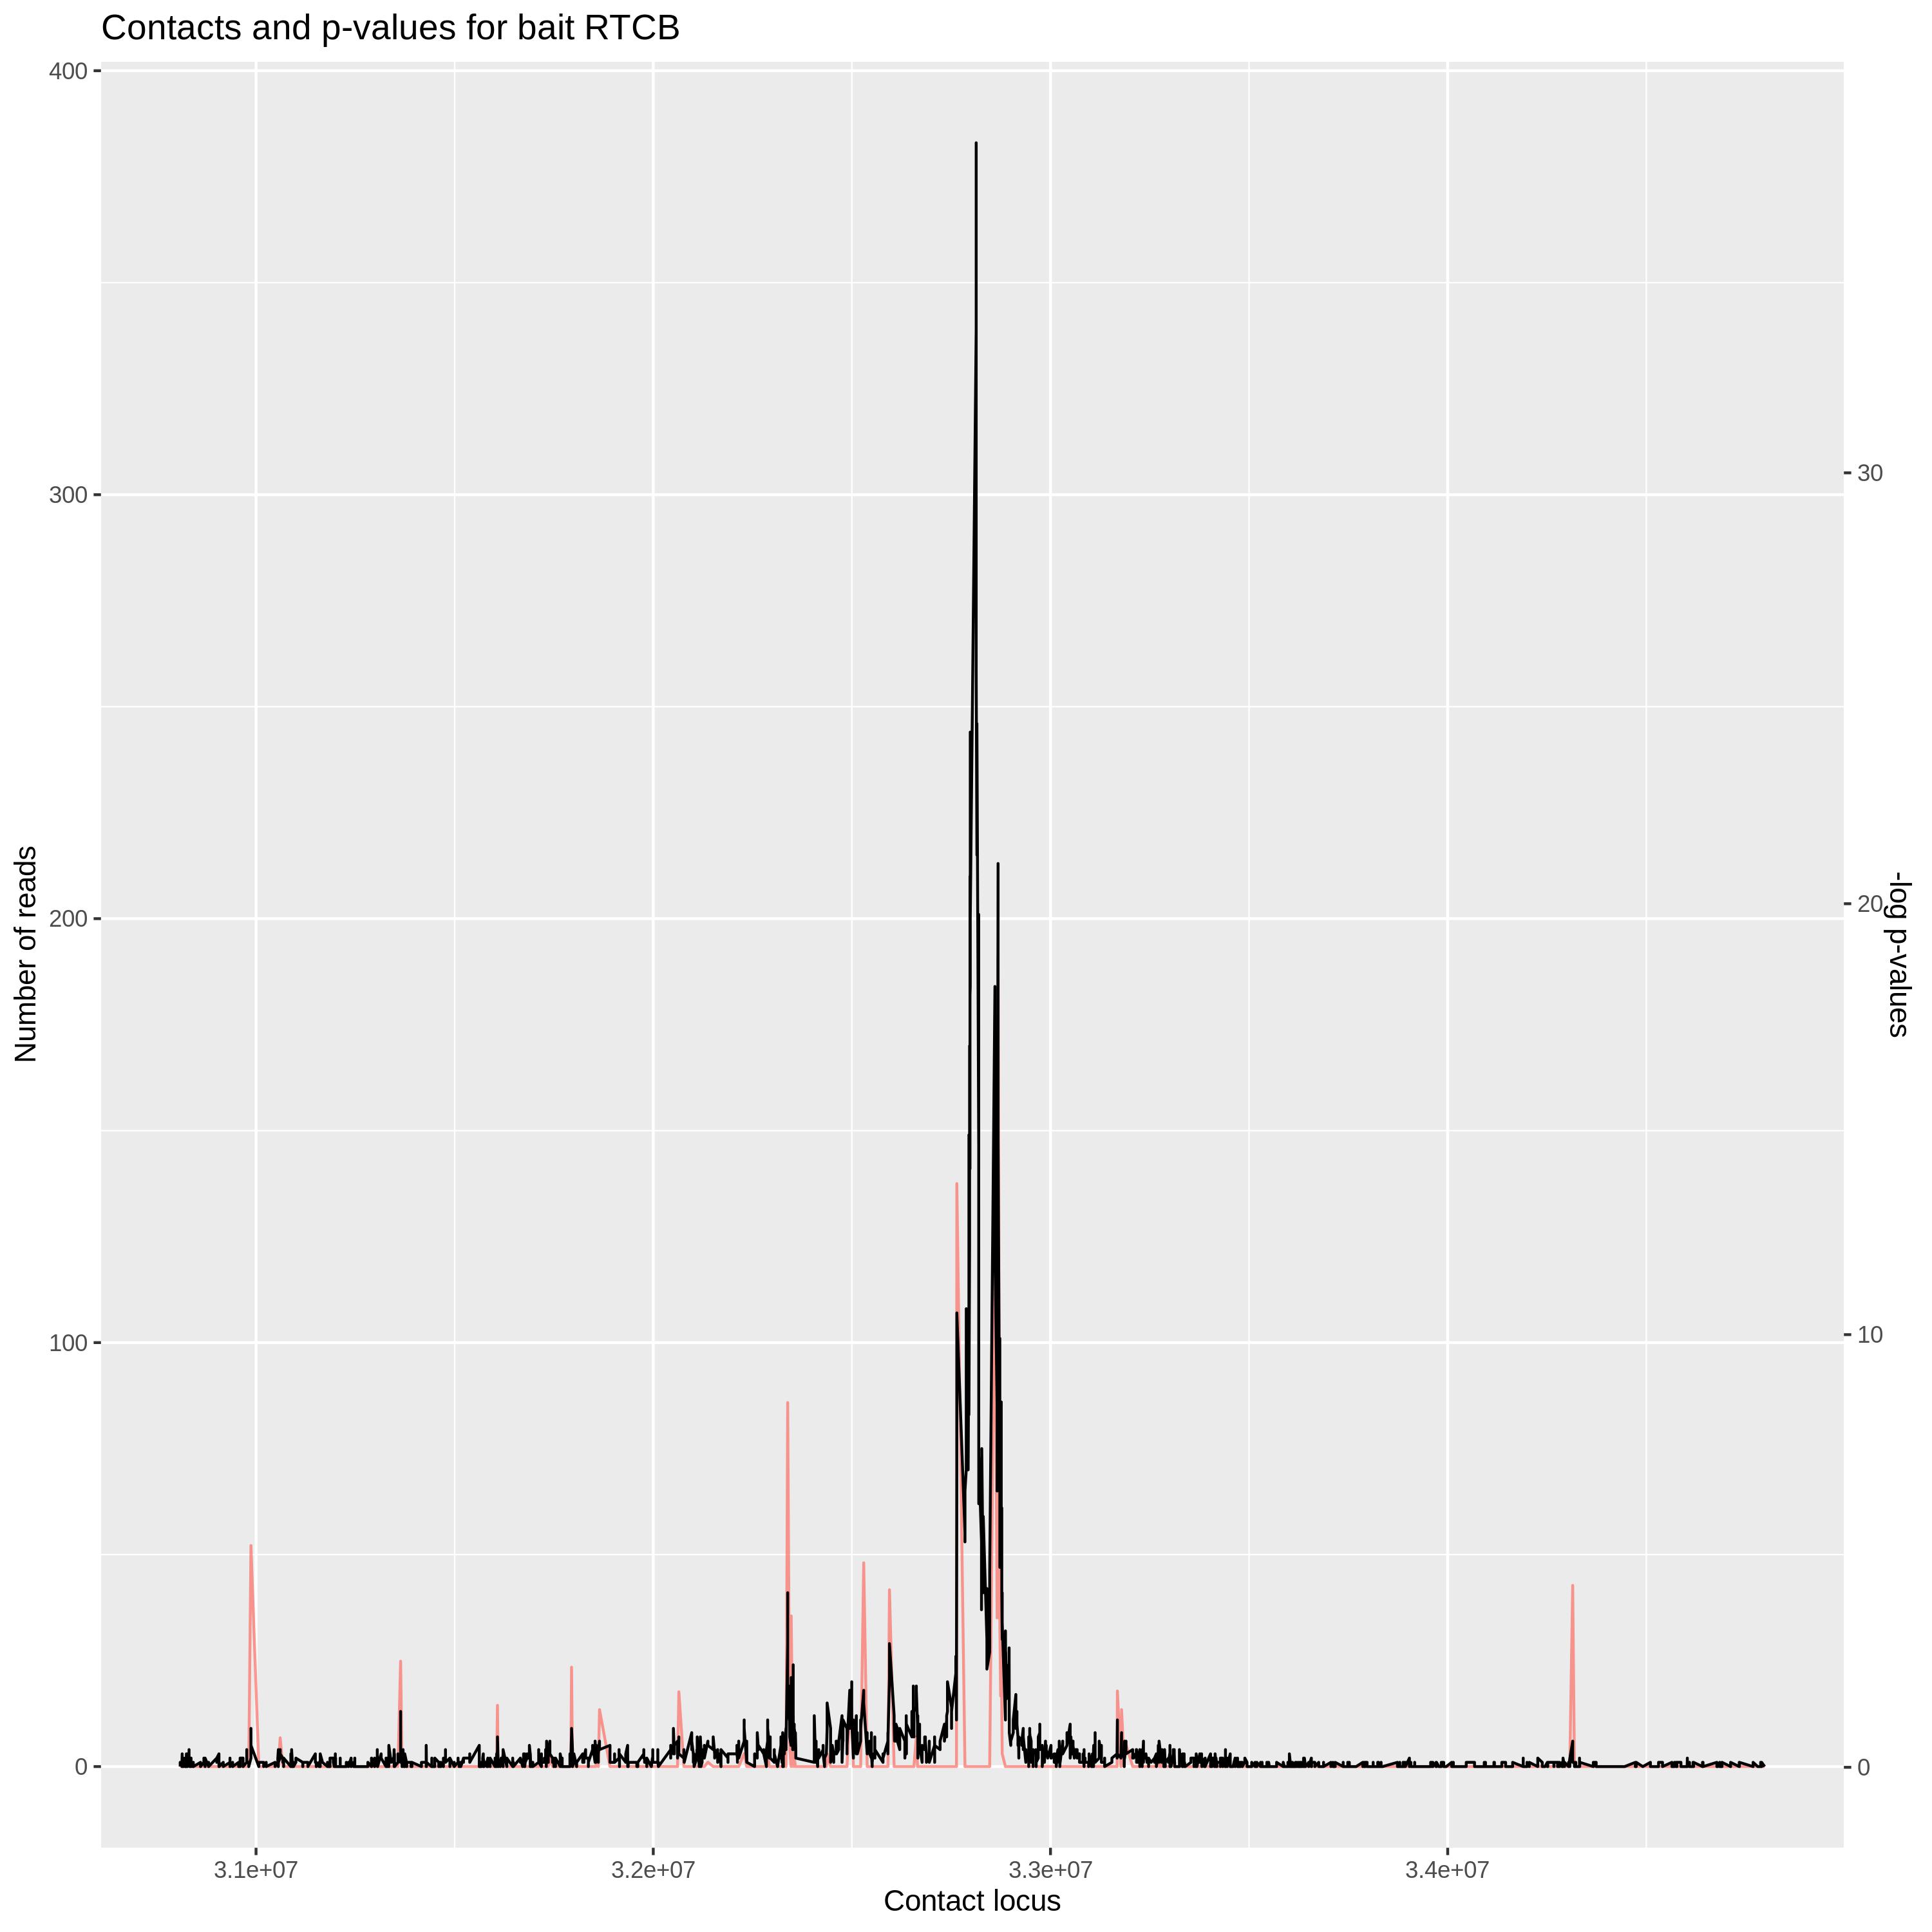 Contacts and p-values for bait RTCB
400
300
200
100
0
Number of reads
30
20
10
0
-log p-values
3.1e+07
3.2e+07
3.3e+07
3.4e+07
Contact locus